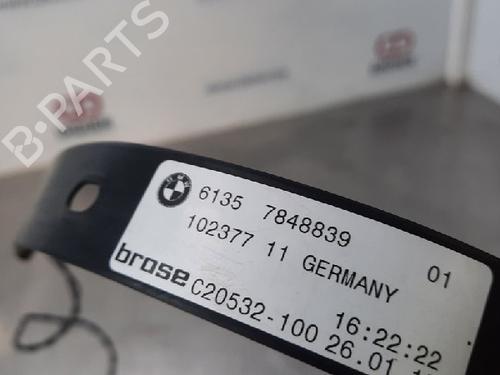 B-PARTS
6135 7848839 01
102377 11 GERMANY
brose C20532-100 16:22:22
26.01